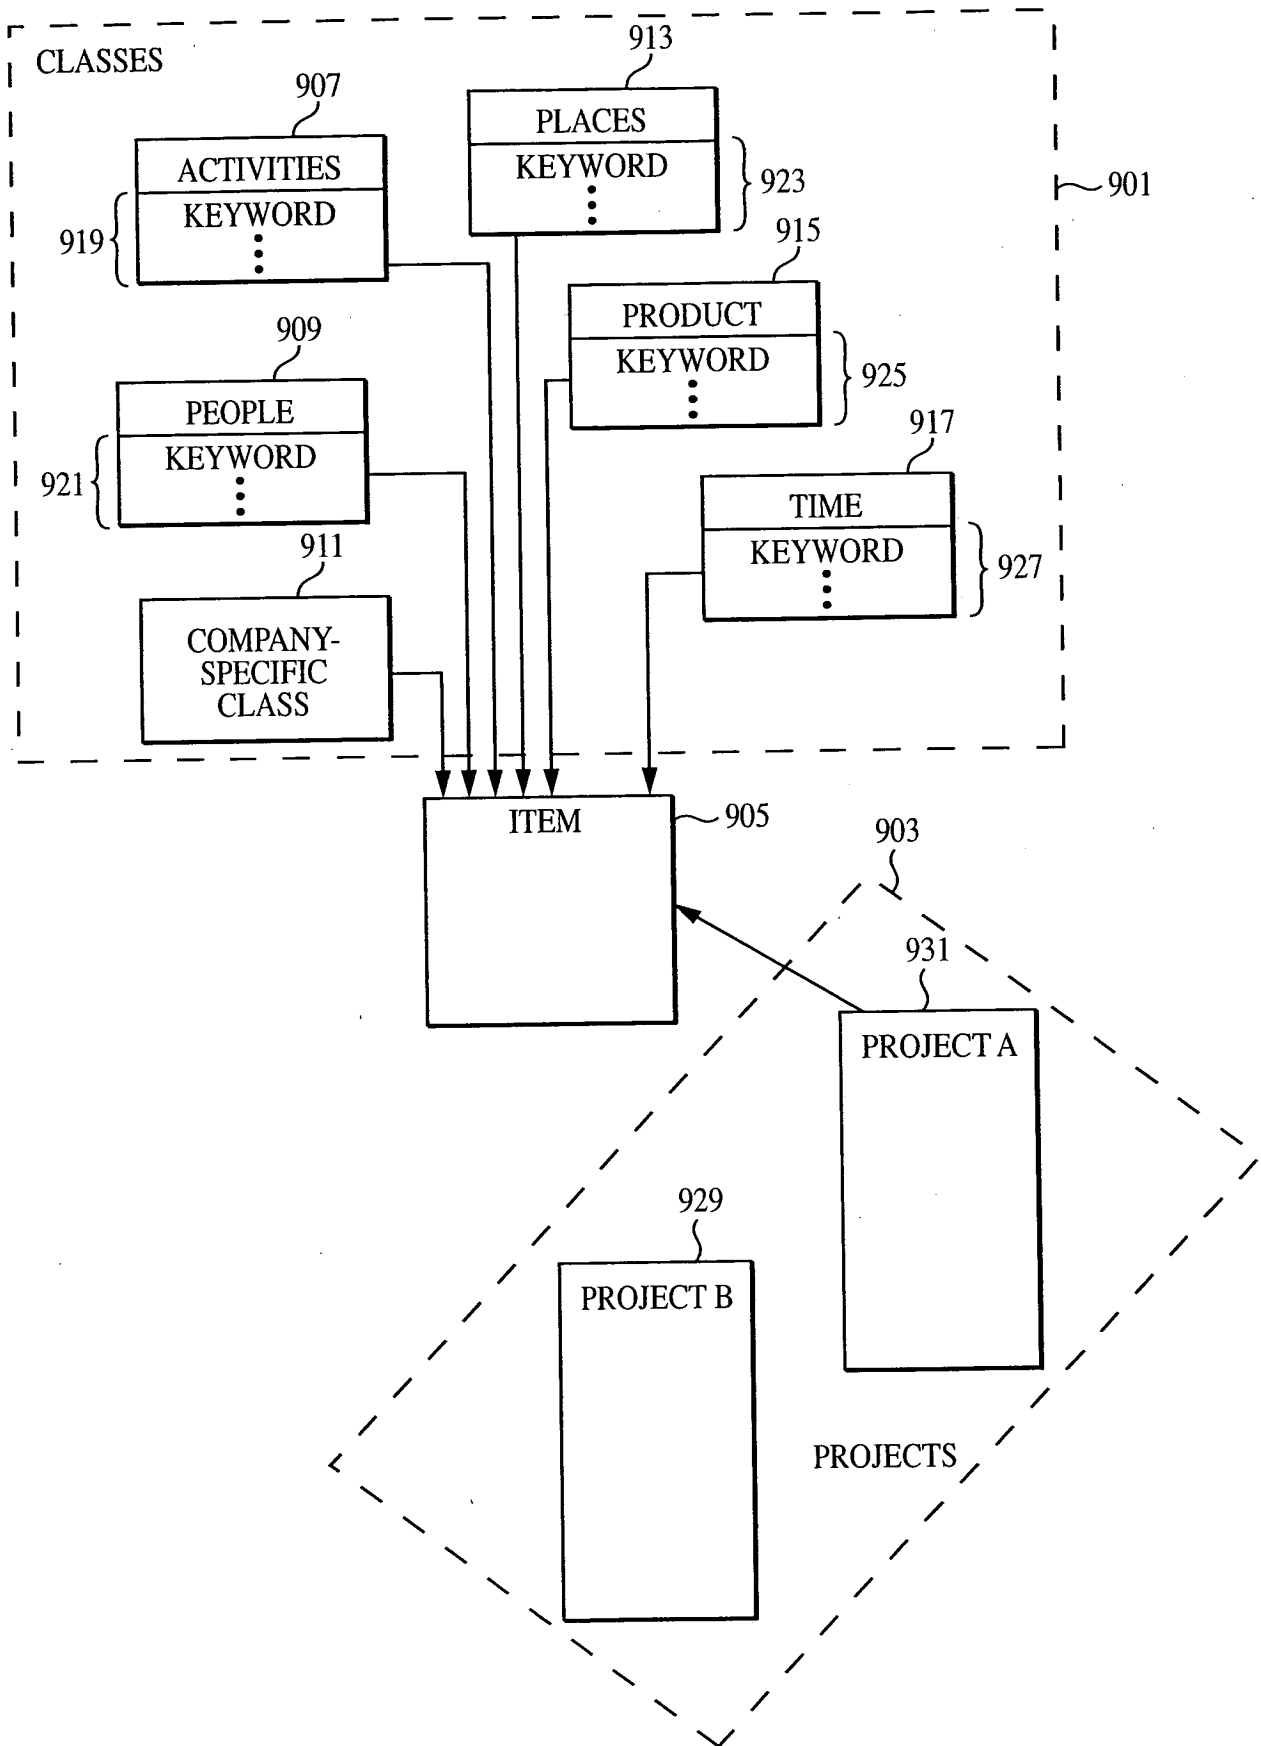 CLASSES
913
907
PLACES
KEYWORD
923
901
ACTIVITIES
KEYWORD
919
915
PRODUCT
KEYWORD
925
909
PEOPLE
KEYWORD
921
917
TIME
KEYWORD
927
911
COMPANY-
SPECIFIC
CLASS
ITEM
905
903
931
PROJECT A
929
PROJECT B
PROJECTS